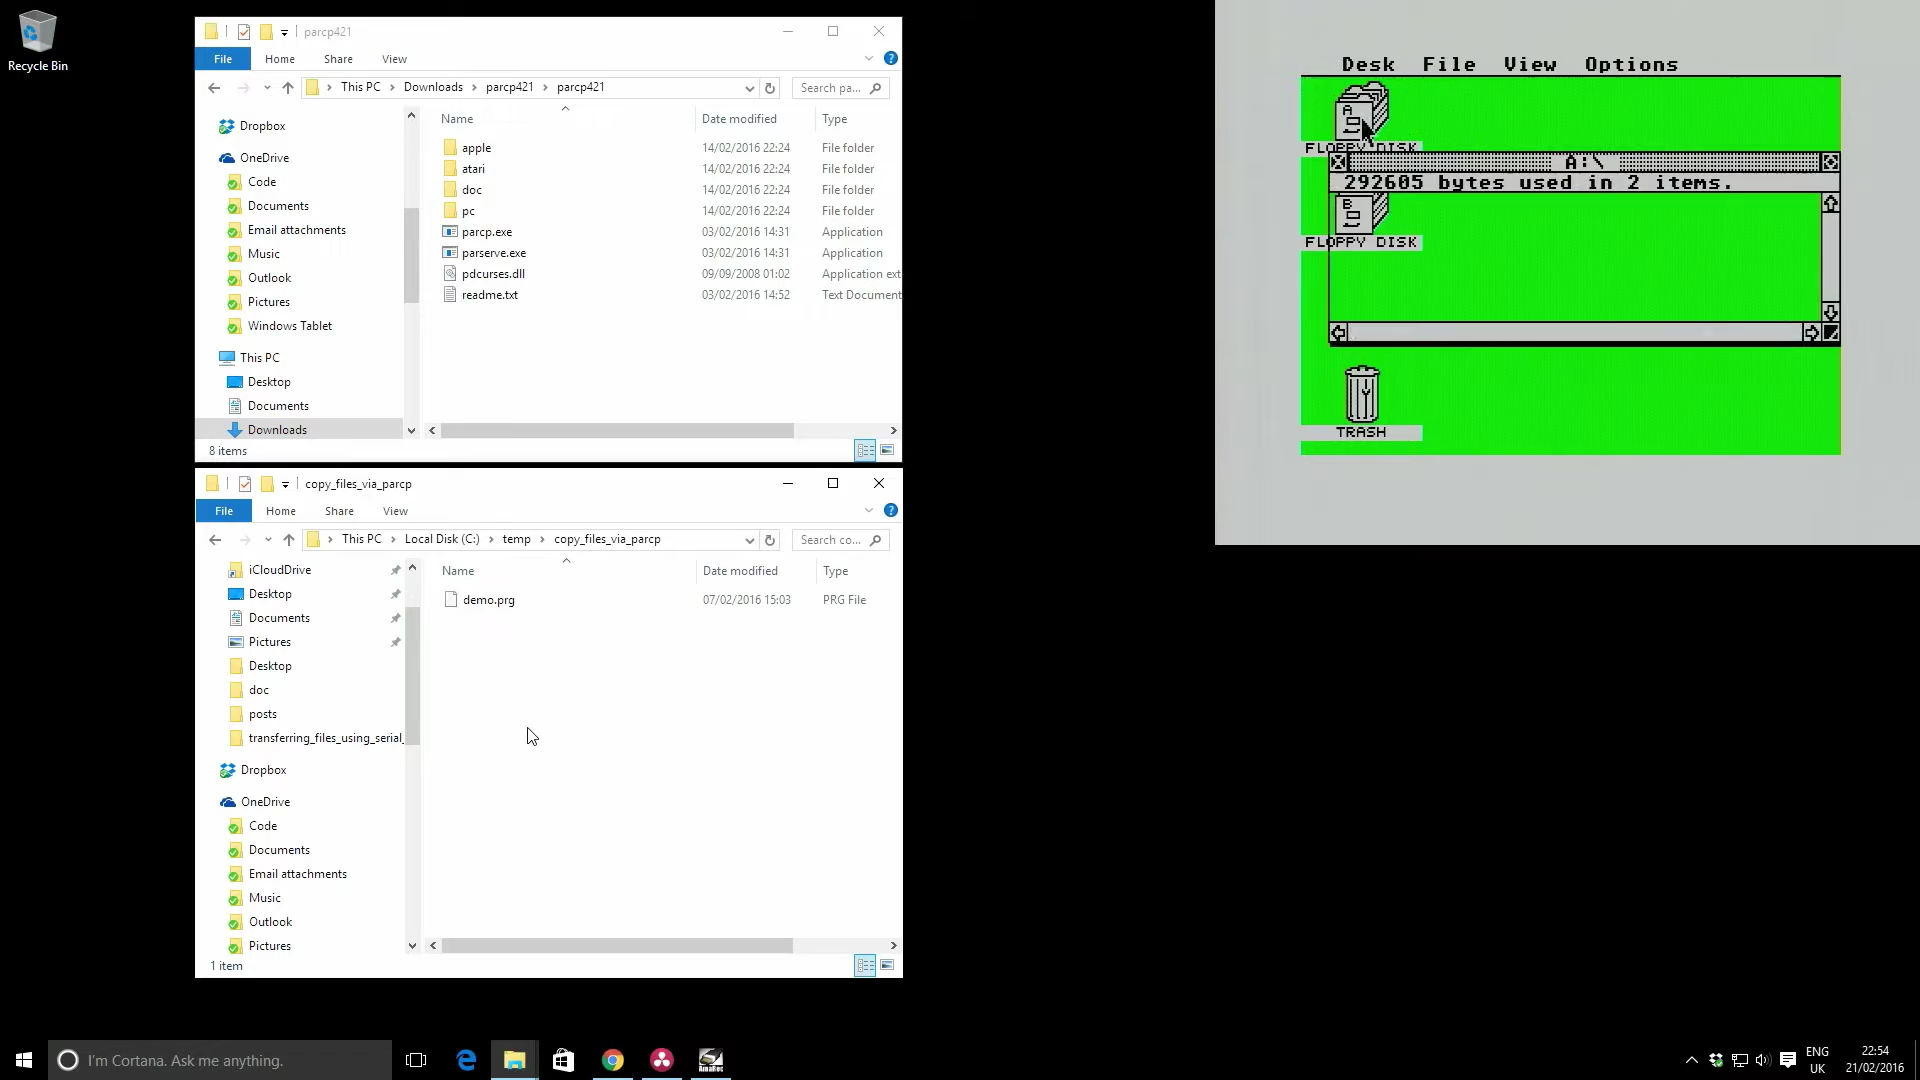 Recycle Bin
parcp421
File Home Share View
This PC Downloads parcp421 parcp421
Search pa...
Dropbox
OneDrive
Code
Documents
Email attachments
Music
Outlook
Pictures
Windows Tablet
This PC
Desktop
Documents
Downloads
Name Date modified Type
apple 14/02/2016 22:24 File folder
atari 14/02/2016 22:24 File folder
doc 14/02/2016 22:24 File folder
pc 14/02/2016 22:24 File folder
parcp.exe 03/02/2016 14:31 Application
parserve.exe 03/02/2016 14:31 Application
pdcurses.dll 09/09/2008 01:02 Application ext
readme.txt 03/02/2016 14:52 Text Document
8 items
copy_files_via_parcp
File Home Share View
This PC Local Disk (C:) temp copy_files_via_parcp
Search co...
iCloudDrive
Desktop
Documents
Pictures
Desktop
doc
posts
transferring_files_using_serial_
Dropbox
OneDrive
Code
Documents
Email attachments
Music
Outlook
Pictures
Name Date modified Type
demo.prg 07/02/2016 15:03 PRG File
1 item
Desk File View Options
A
FLOPPY DISK
A:\
292605 bytes used in 2 items.
B
FLOPPY DISK
TRASH
I'm Cortana. Ask me anything.
AmaRec
ENG
UK
22:54
21/02/2016